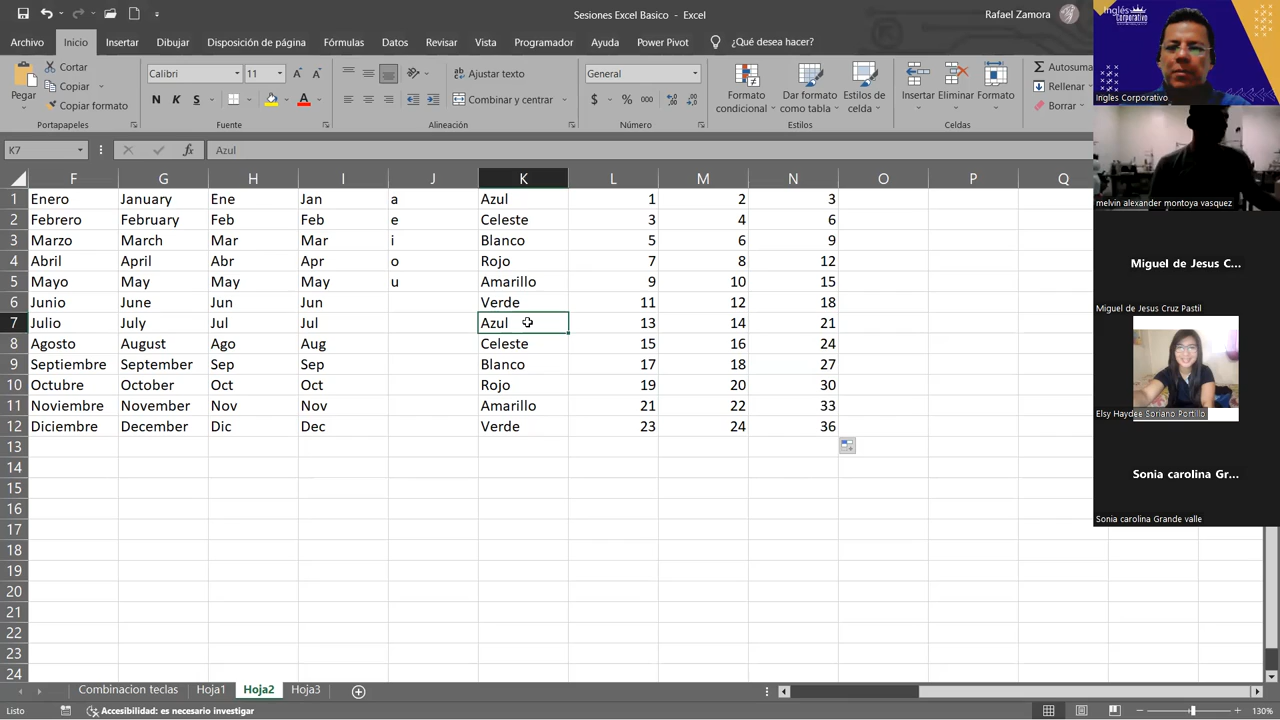 Sesiones Excel Basico - Excel
Rafael Zamora
Archivo Inicio Insertar Dibujar Disposición de página Fórmulas Datos Revisar Vista Programador Ayuda Power Pivot ¿Qué desea hacer?
Pegar
Cortar
Copiar
Copiar formato
Portapapeles
Calibri 11
N K S
Fuente
Ajustar texto
Combinar y centrar
Alineación
General
$ % 000
Número
Formato condicional
Dar formato como tabla
Estilos de celda
Estilos
Insertar Eliminar Formato
Celdas
Autosuma
Rellenar
Borrar
K7 fx Azul
F G H I J K L M N O P Q
1 Enero January Ene Jan a Azul 1 2 3
2 Febrero February Feb Feb e Celeste 3 4 6
3 Marzo March Mar Mar i Blanco 5 6 9
4 Abril April Abr Apr o Rojo 7 8 12
5 Mayo May May May u Amarillo 9 10 15
6 Junio June Jun Jun Verde 11 12 18
7 Julio July Jul Jul Azul 13 14 21
8 Agosto August Ago Aug Celeste 15 16 24
9 Septiembre September Sep Sep Blanco 17 18 27
10 Octubre October Oct Oct Rojo 19 20 30
11 Noviembre November Nov Nov Amarillo 21 22 33
12 Diciembre December Dic Dec Verde 23 24 36
13
14
15
16
17
18
19
20
21
22
23
24
Combinacion teclas Hoja1 Hoja2 Hoja3
Listo Accesibilidad: es necesario investigar 130%
Inglés
Corporativo
Ingles Corporativo
melvin alexander montoya vasquez
Miguel de Jesus C...
Miguel de Jesus Cruz Pastil
Elsy Haydee Soriano Portillo
Sonia carolina Gr...
Sonia carolina Grande valle